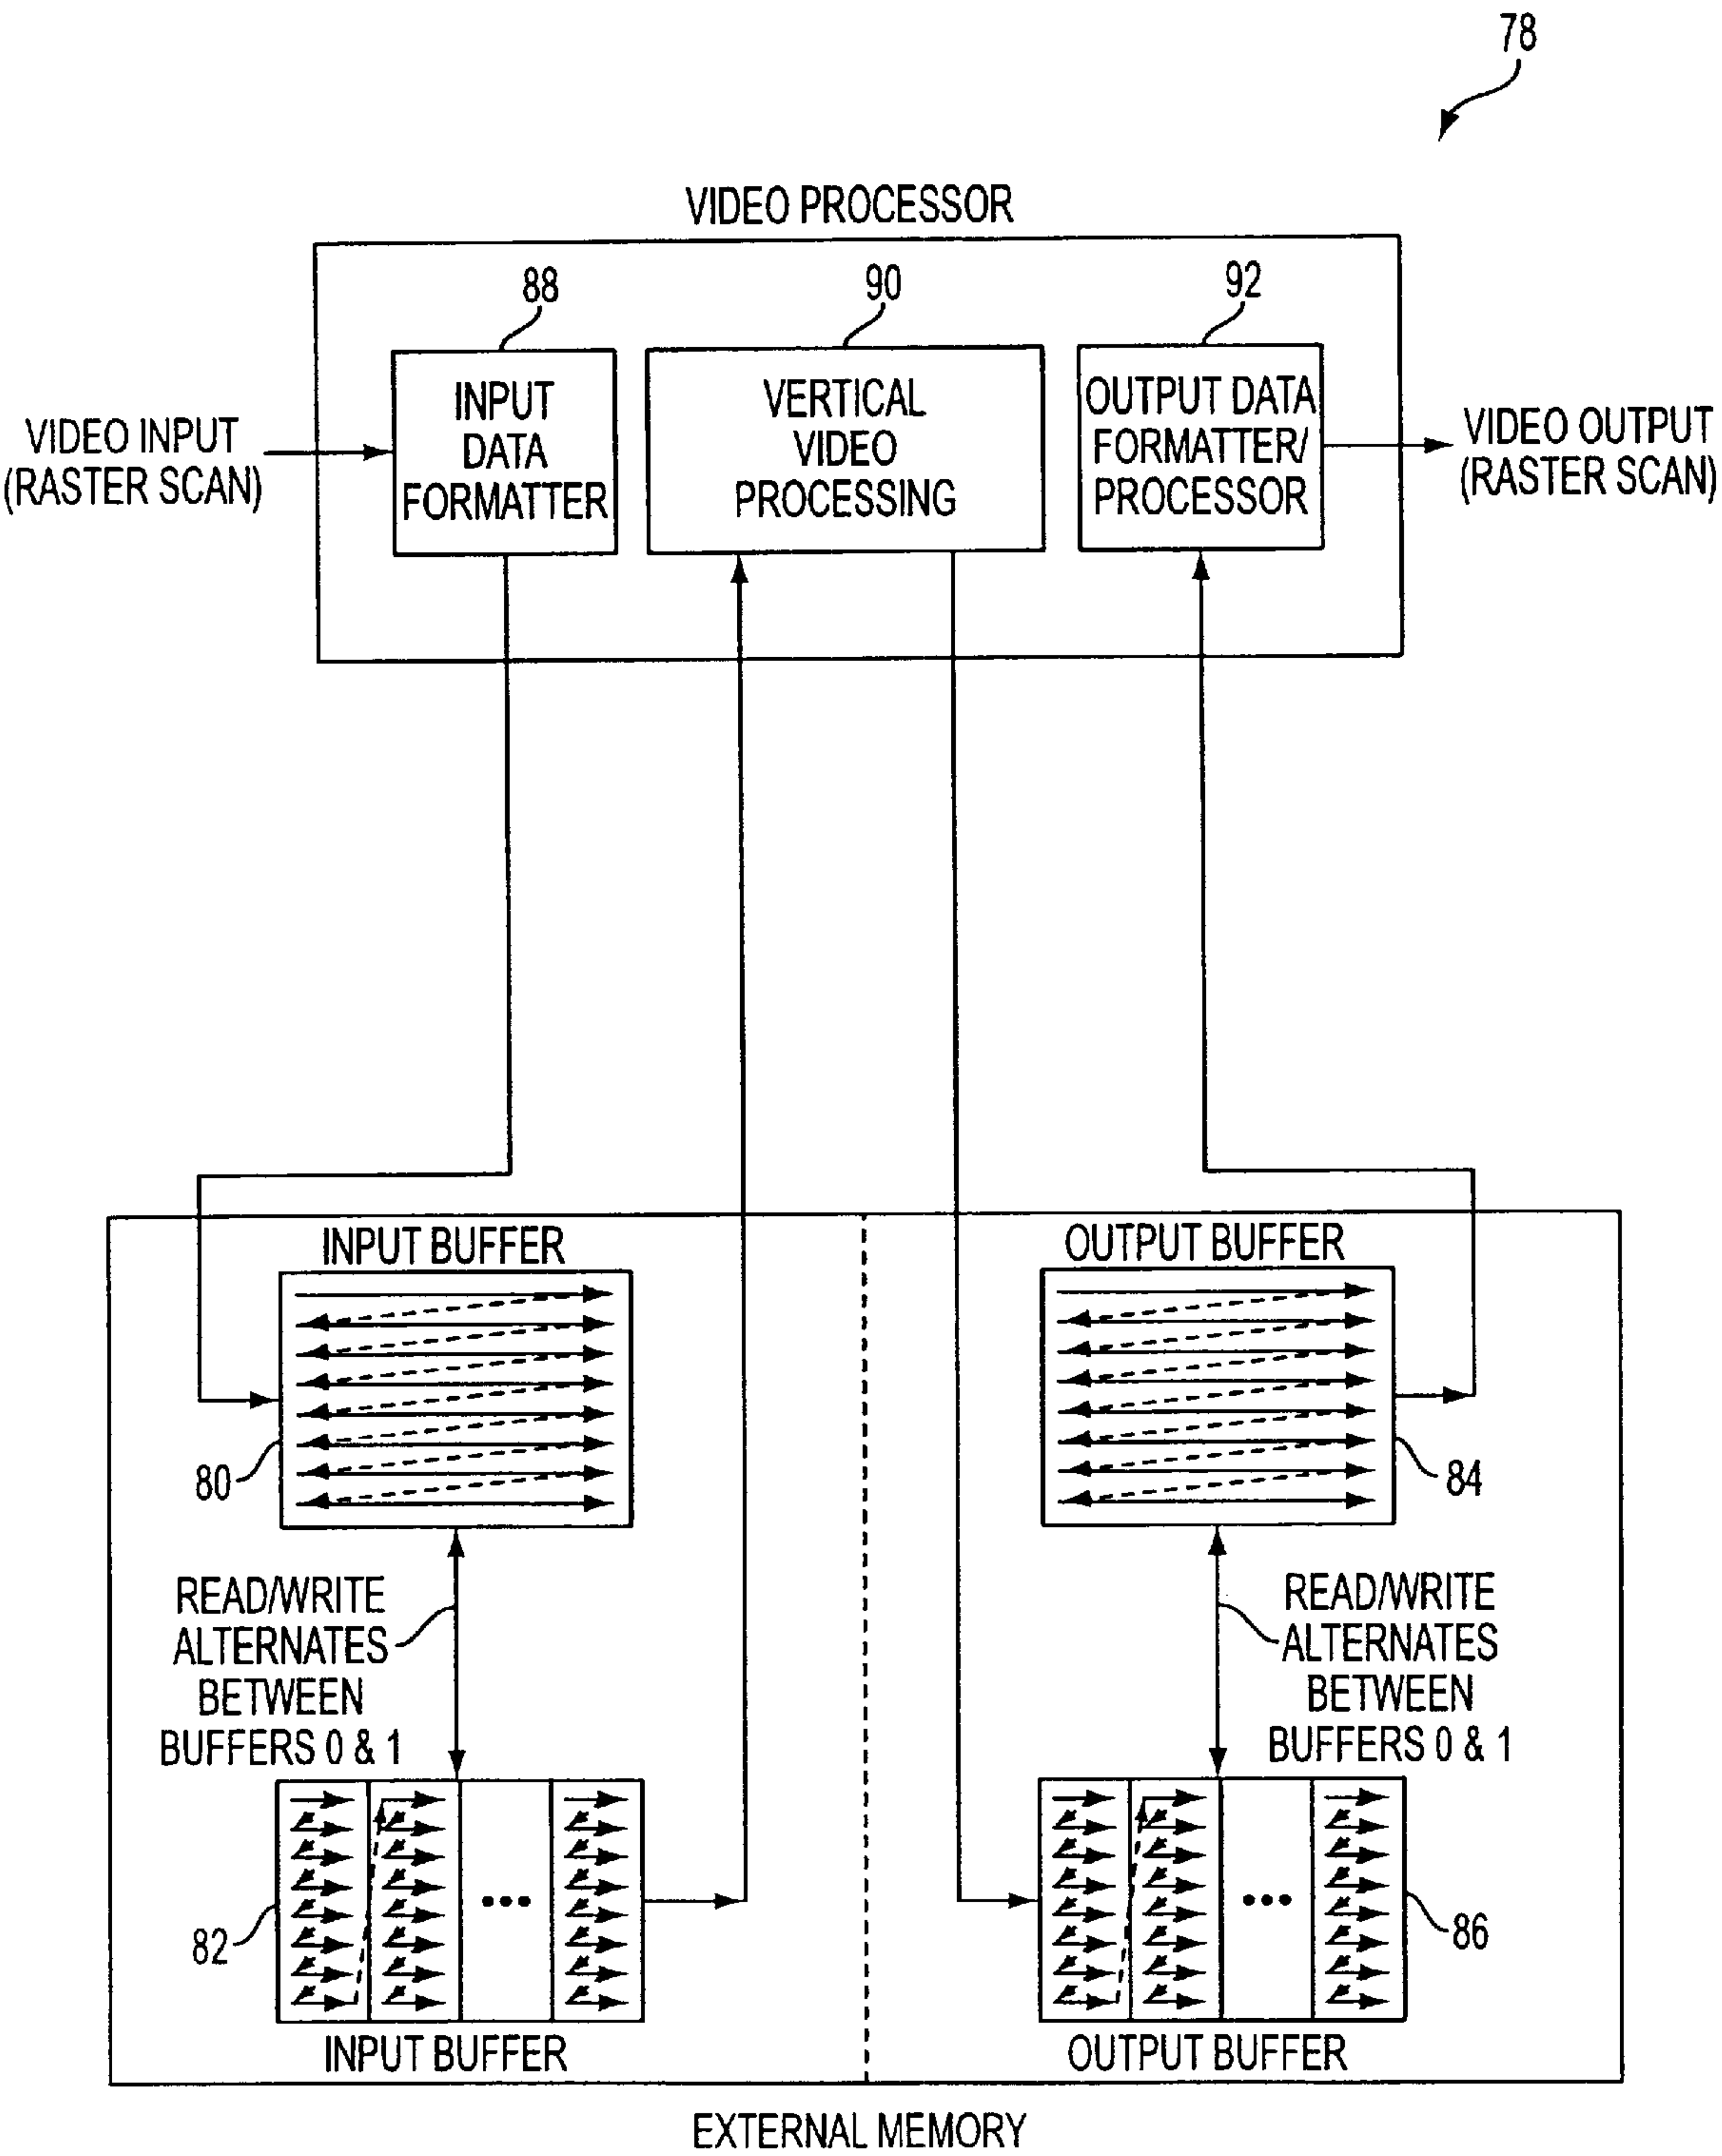 78
VIDEO PROCESSOR
88
90
92
INPUT
DATA
FORMATTER
VERTICAL
VIDEO
PROCESSING
OUTPUT DATA
FORMATTER/
PROCESSOR
VIDEO INPUT
(RASTER SCAN)
VIDEO OUTPUT
(RASTER SCAN)
INPUT BUFFER
OUTPUT BUFFER
80
84
READ/WRITE
ALTERNATES
BETWEEN
BUFFERS 0 & 1
READ/WRITE
ALTERNATES
BETWEEN
BUFFERS 0 & 1
82
86
INPUT BUFFER
OUTPUT BUFFER
EXTERNAL MEMORY